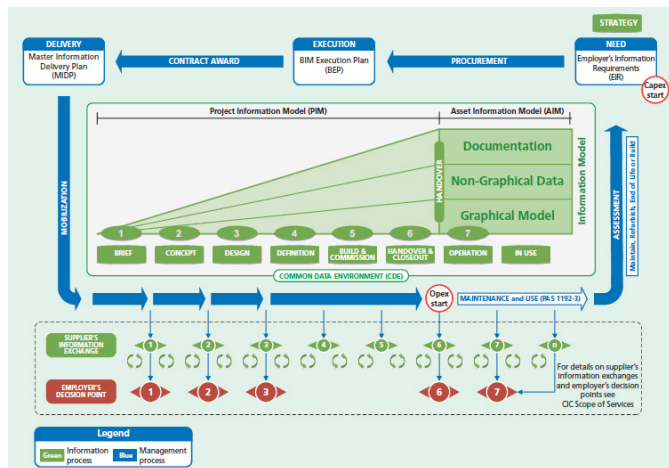 STRATEGY
DELIVERY
Master Information
Delivery Plan
(MIDP)
CONTRACT AWARD
EXECUTION
BIM Execution Plan
(BEP)
PROCUREMENT
NEED
Employer's Information
Requirements
(EIR)
Capex
start
Project Information Model (PIM)
Asset Information Model (AIM)
Documentation
Non-Graphical Data
Graphical Model
HANDOVER
Information Model
MOBILIZATION
ASSESSMENT
Maintain, Refurbish, End of Life or Build
1 2 3 4 5 6 7
BRIEF
CONCEPT
DESIGN
DEFINITION
BUILD &
COMMISSION
HANDOVER &
CLOSEOUT
OPERATION
IN USE
COMMON DATA ENVIRONMENT (CDE)
Opex
start
MAINTENANCE and USE (PAS 1192-3)
SUPPLIER'S
INFORMATION
EXCHANGE
1 2 3 4 5 6 7 n
EMPLOYER'S
DECISION POINT
1 2 3 6 7
For details on supplier's
information exchanges
and employer's decision
points see
CIC Scope of Services
Legend
Green Information
process
Blue Management
process